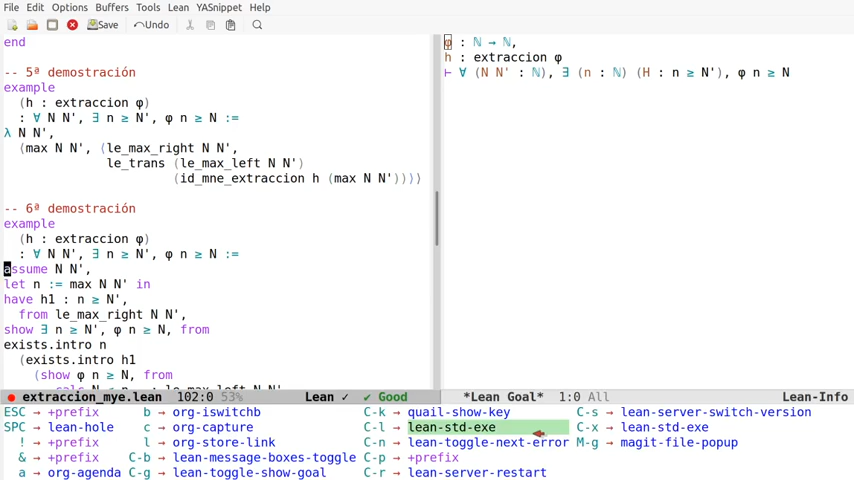 File Edit Options Buffers Tools Lean YASnippet Help
Save Undo
end
-- 5ª demostración
example
(h : extraccion φ)
: ∀ N N', ∃ n ≥ N', φ n ≥ N :=
λ N N',
⟨max N N', ⟨le_max_right N N',
le_trans (le_max_left N N')
(id_mne_extraccion h (max N N'))⟩⟩
-- 6ª demostración
example
(h : extraccion φ)
: ∀ N N', ∃ n ≥ N', φ n ≥ N :=
assume N N',
let n := max N N' in
have h1 : n ≥ N',
from le_max_right N N',
show ∃ n ≥ N', φ n ≥ N, from
exists.intro n
(exists.intro h1
(show φ n ≥ N, from
φ : ℕ → ℕ,
h : extraccion φ
⊢ ∀ (N N' : ℕ), ∃ (n : ℕ) (H : n ≥ N'), φ n ≥ N
extraccion_mye.lean 102:0 53% Lean ✓ ✔ Good
*Lean Goal* 1:0 All Lean-Info
ESC → +prefix b → org-iswitchb C-k → quail-show-key C-s → lean-server-switch-version
SPC → lean-hole c → org-capture C-l → lean-std-exe C-x → lean-std-exe
! → +prefix l → org-store-link C-n → lean-toggle-next-error M-g → magit-file-popup
& → +prefix C-b → lean-message-boxes-toggle C-p → +prefix
a → org-agenda C-g → lean-toggle-show-goal C-r → lean-server-restart